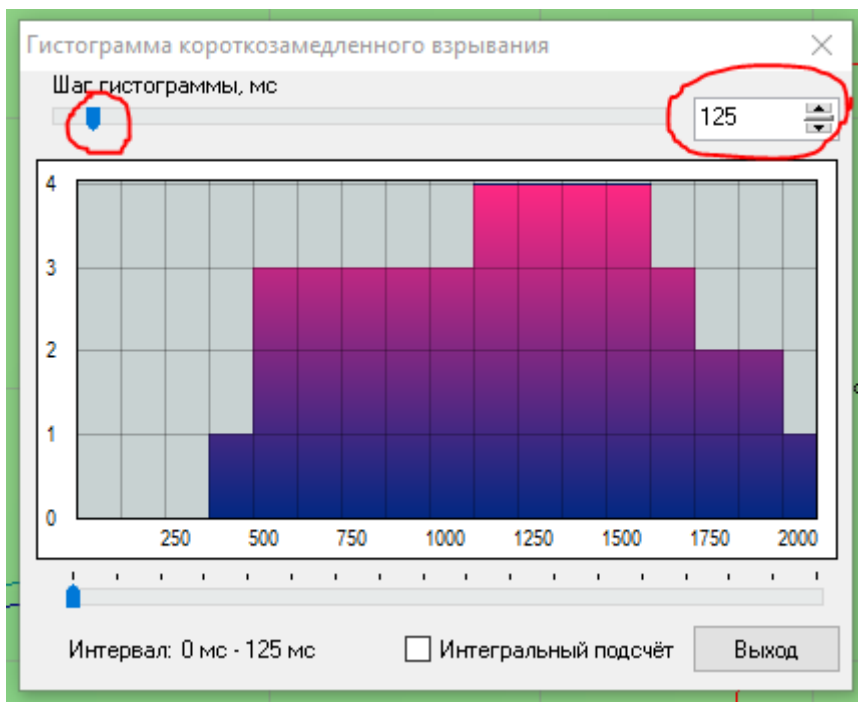 Гистограмма короткозамедленного взрывания
Шаг гистограммы, мс
125
4
3
2
1
0
250 500 750 1000 1250 1500 1750 2000
Интервал: 0 мс - 125 мс
Интегральный подсчёт
Выход